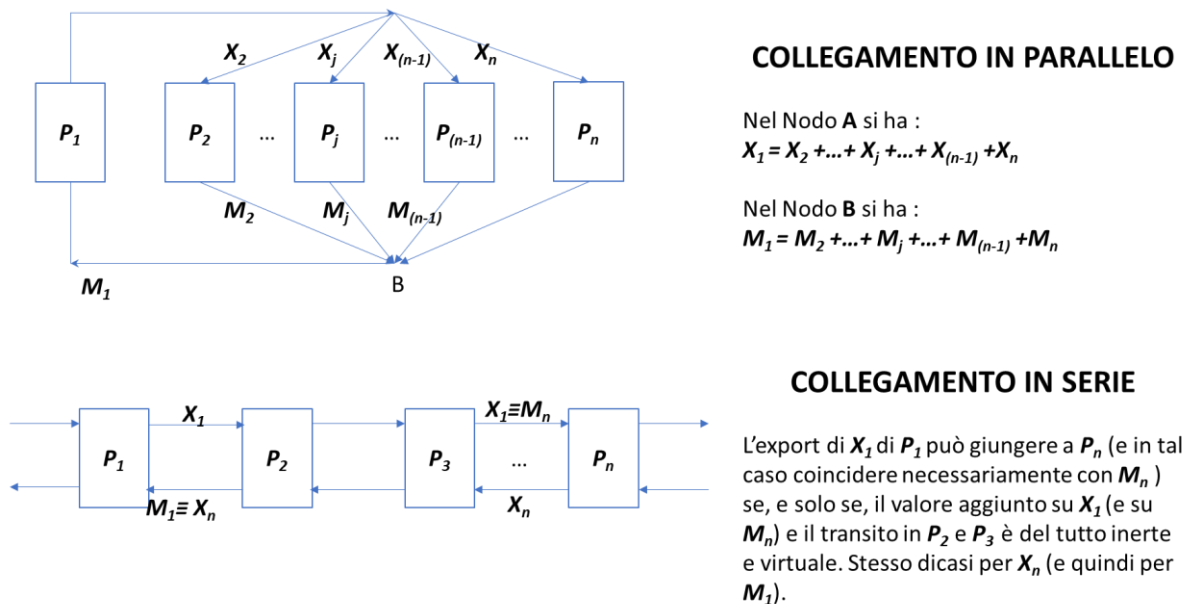 X2 Xj X(n-1) Xn
COLLEGAMENTO IN PARALLELO
P1 P2 ... Pj ... P(n-1) ... Pn
Nel Nodo A si ha :
X1 = X2 +...+ Xj +...+ X(n-1) +Xn
M2 Mj M(n-1)
Nel Nodo B si ha :
M1 = M2 +...+ Mj +...+ M(n-1) +Mn
M1 B
COLLEGAMENTO IN SERIE
X1 X1≡Mn
P1 P2 P3 ... Pn
M1≡ Xn Xn
L’export di X1 di P1 può giungere a Pn (e in tal
caso coincidere necessariamente con Mn )
se, e solo se, il valore aggiunto su X1 (e su
Mn) e il transito in P2 e P3 è del tutto inerte
e virtuale. Stesso dicasi per Xn (e quindi per
M1).